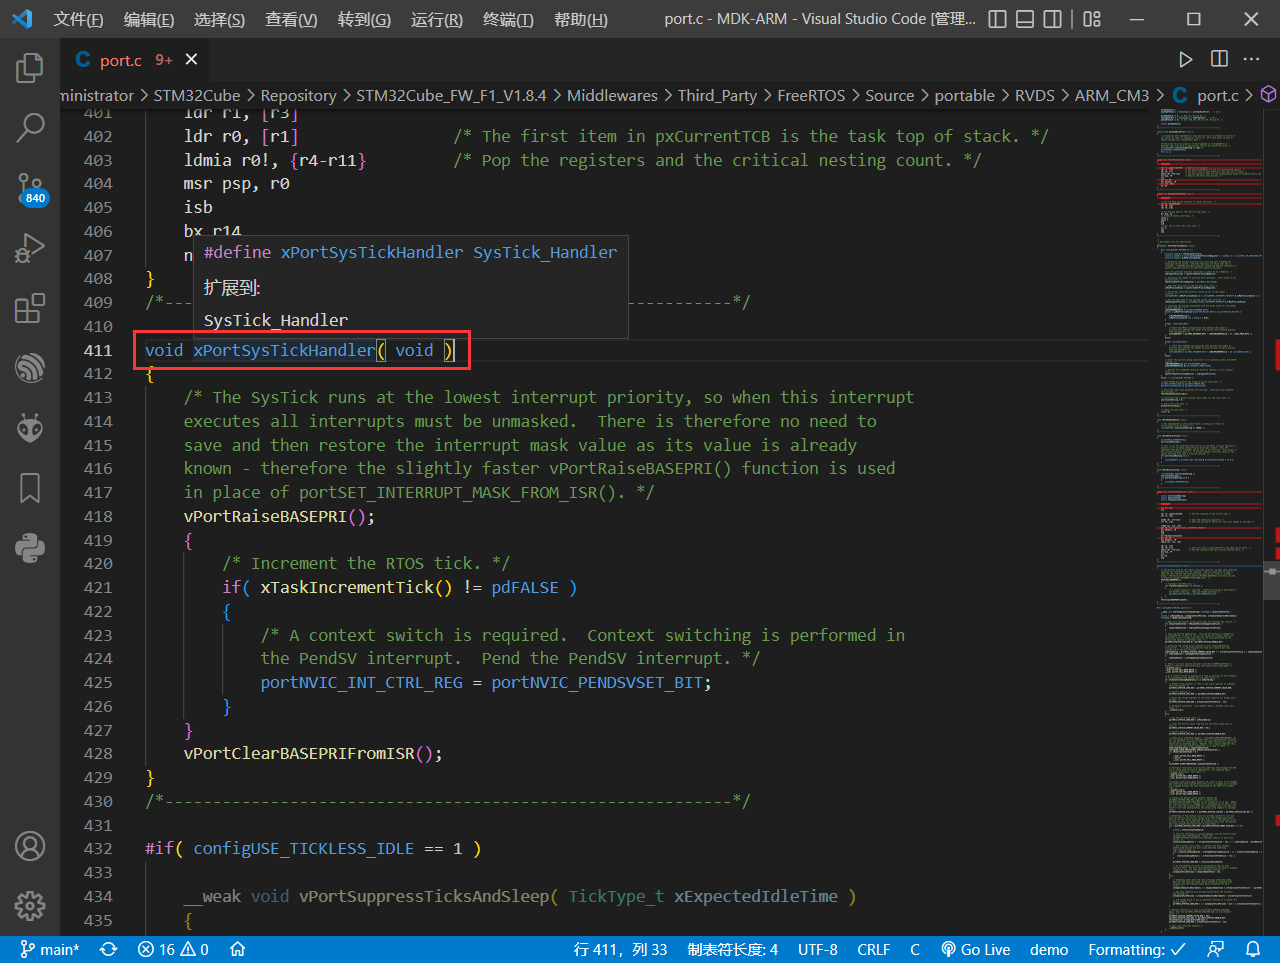 文件(F) 编辑(E) 选择(S) 查看(V) 转到(G) 运行(R) 终端(T) 帮助(H) port.c - MDK-ARM - Visual Studio Code [管理...
C port.c 9+
ministrator > STM32Cube > Repository > STM32Cube_FW_F1_V1.8.4 > Middlewares > Third_Party > FreeRTOS > Source > portable > RVDS > ARM_CM3 > C port.c >
840
401 ldr r1, [r3]
402 ldr r0, [r1] /* The first item in pxCurrentTCB is the task top of stack. */
403 ldmia r0!, {r4-r11} /* Pop the registers and the critical nesting count. */
404 msr psp, r0
405 isb
406 bx r14
407 n
#define xPortSysTickHandler SysTick_Handler
扩展到:
SysTick_Handler
408 }
409 /*-----------------------------------------------------------*/
410
411 void xPortSysTickHandler( void )
412 {
413 /* The SysTick runs at the lowest interrupt priority, so when this interrupt
414 executes all interrupts must be unmasked.  There is therefore no need to
415 save and then restore the interrupt mask value as its value is already
416 known - therefore the slightly faster vPortRaiseBASEPRI() function is used
417 in place of portSET_INTERRUPT_MASK_FROM_ISR(). */
418 vPortRaiseBASEPRI();
419 {
420 /* Increment the RTOS tick. */
421 if( xTaskIncrementTick() != pdFALSE )
422 {
423 /* A context switch is required.  Context switching is performed in
424 the PendSV interrupt.  Pend the PendSV interrupt. */
425 portNVIC_INT_CTRL_REG = portNVIC_PENDSVSET_BIT;
426 }
427 }
428 vPortClearBASEPRIFromISR();
429 }
430 /*-----------------------------------------------------------*/
431
432 #if( configUSE_TICKLESS_IDLE == 1 )
433
434 __weak void vPortSuppressTicksAndSleep( TickType_t xExpectedIdleTime )
435 {
main* 16 0 行 411，列 33 制表符长度: 4 UTF-8 CRLF C Go Live demo Formatting: ✓